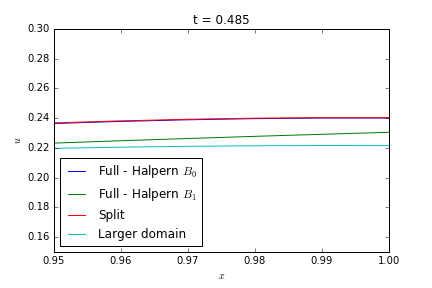 t = 0.485
0.30
0.28
0.26
0.24
0.22
0.20
0.18
0.16
u
Full - Halpern B₀
Full - Halpern B₁
Split
Larger domain
0.95 0.96 0.97 0.98 0.99 1.00
x